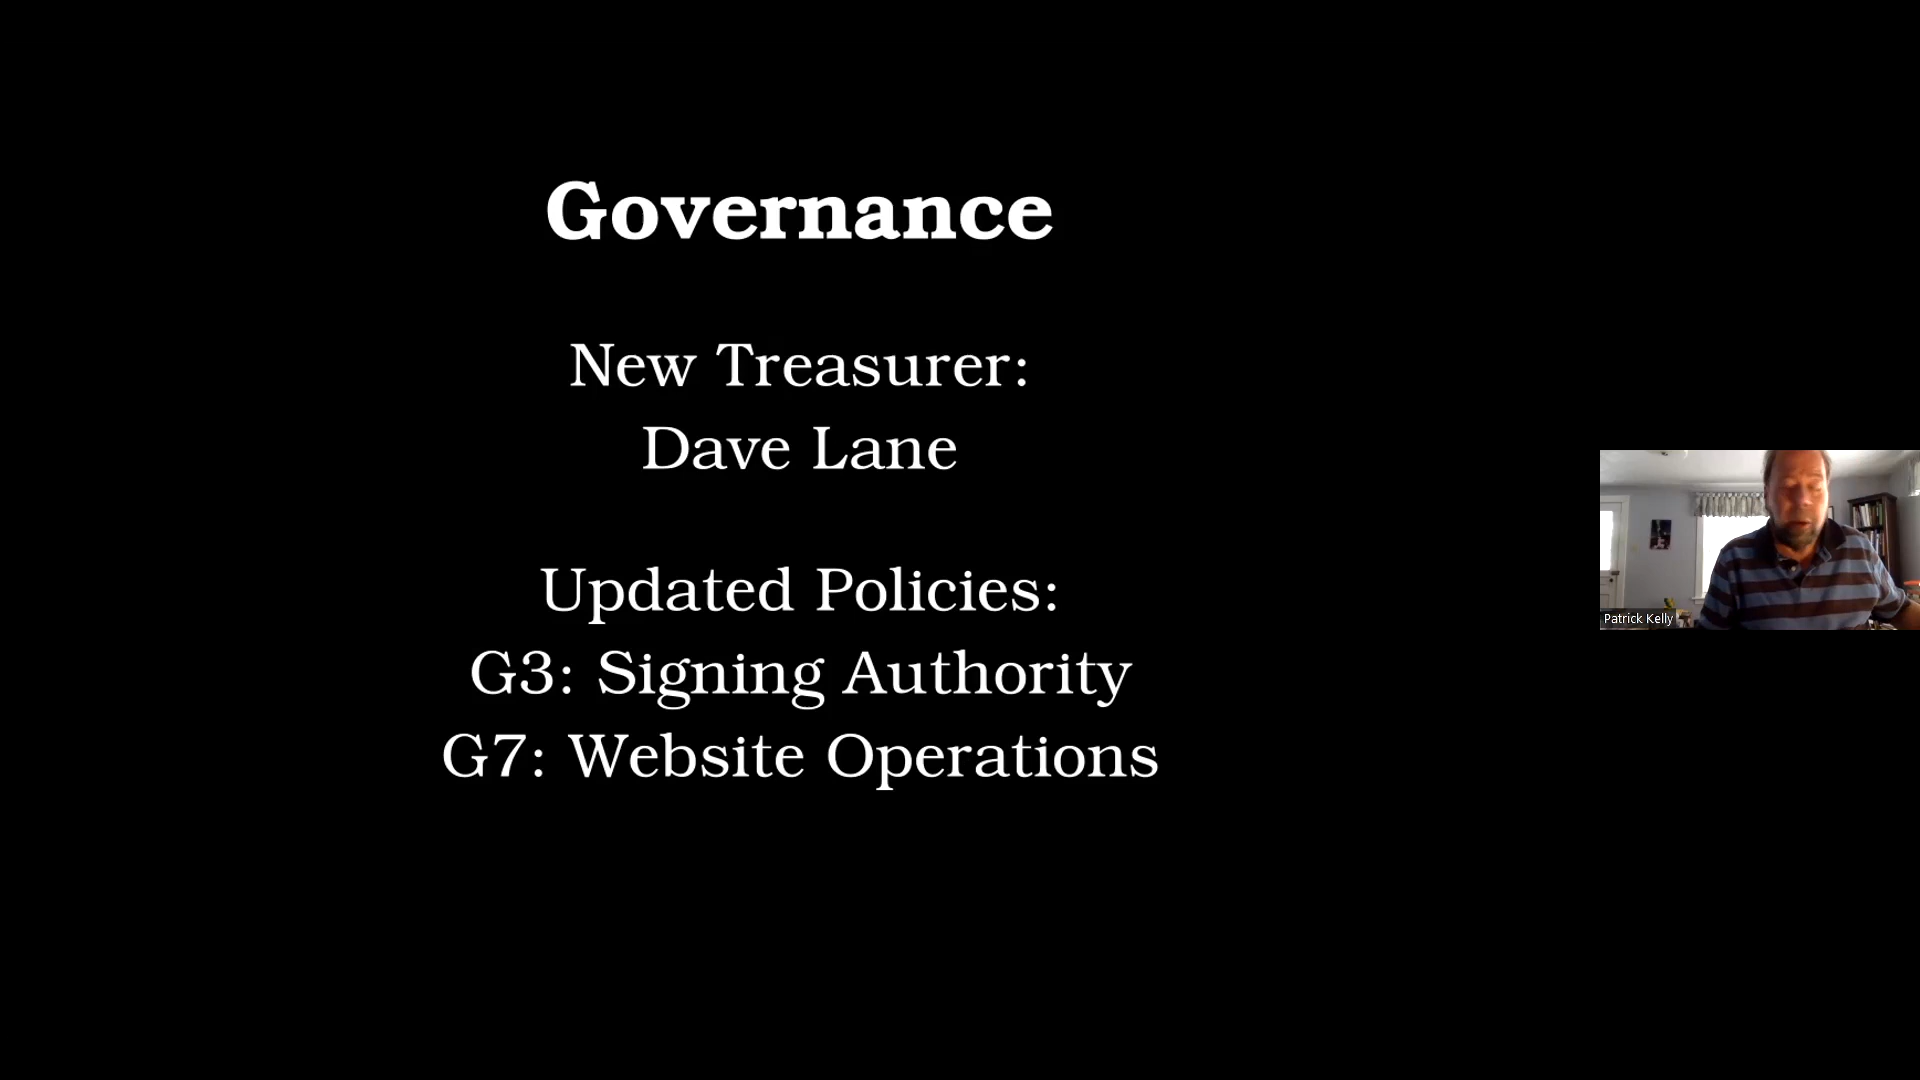 Governance
New Treasurer:
Dave Lane
Updated Policies:
G3: Signing Authority
G7: Website Operations
Patrick Kelly